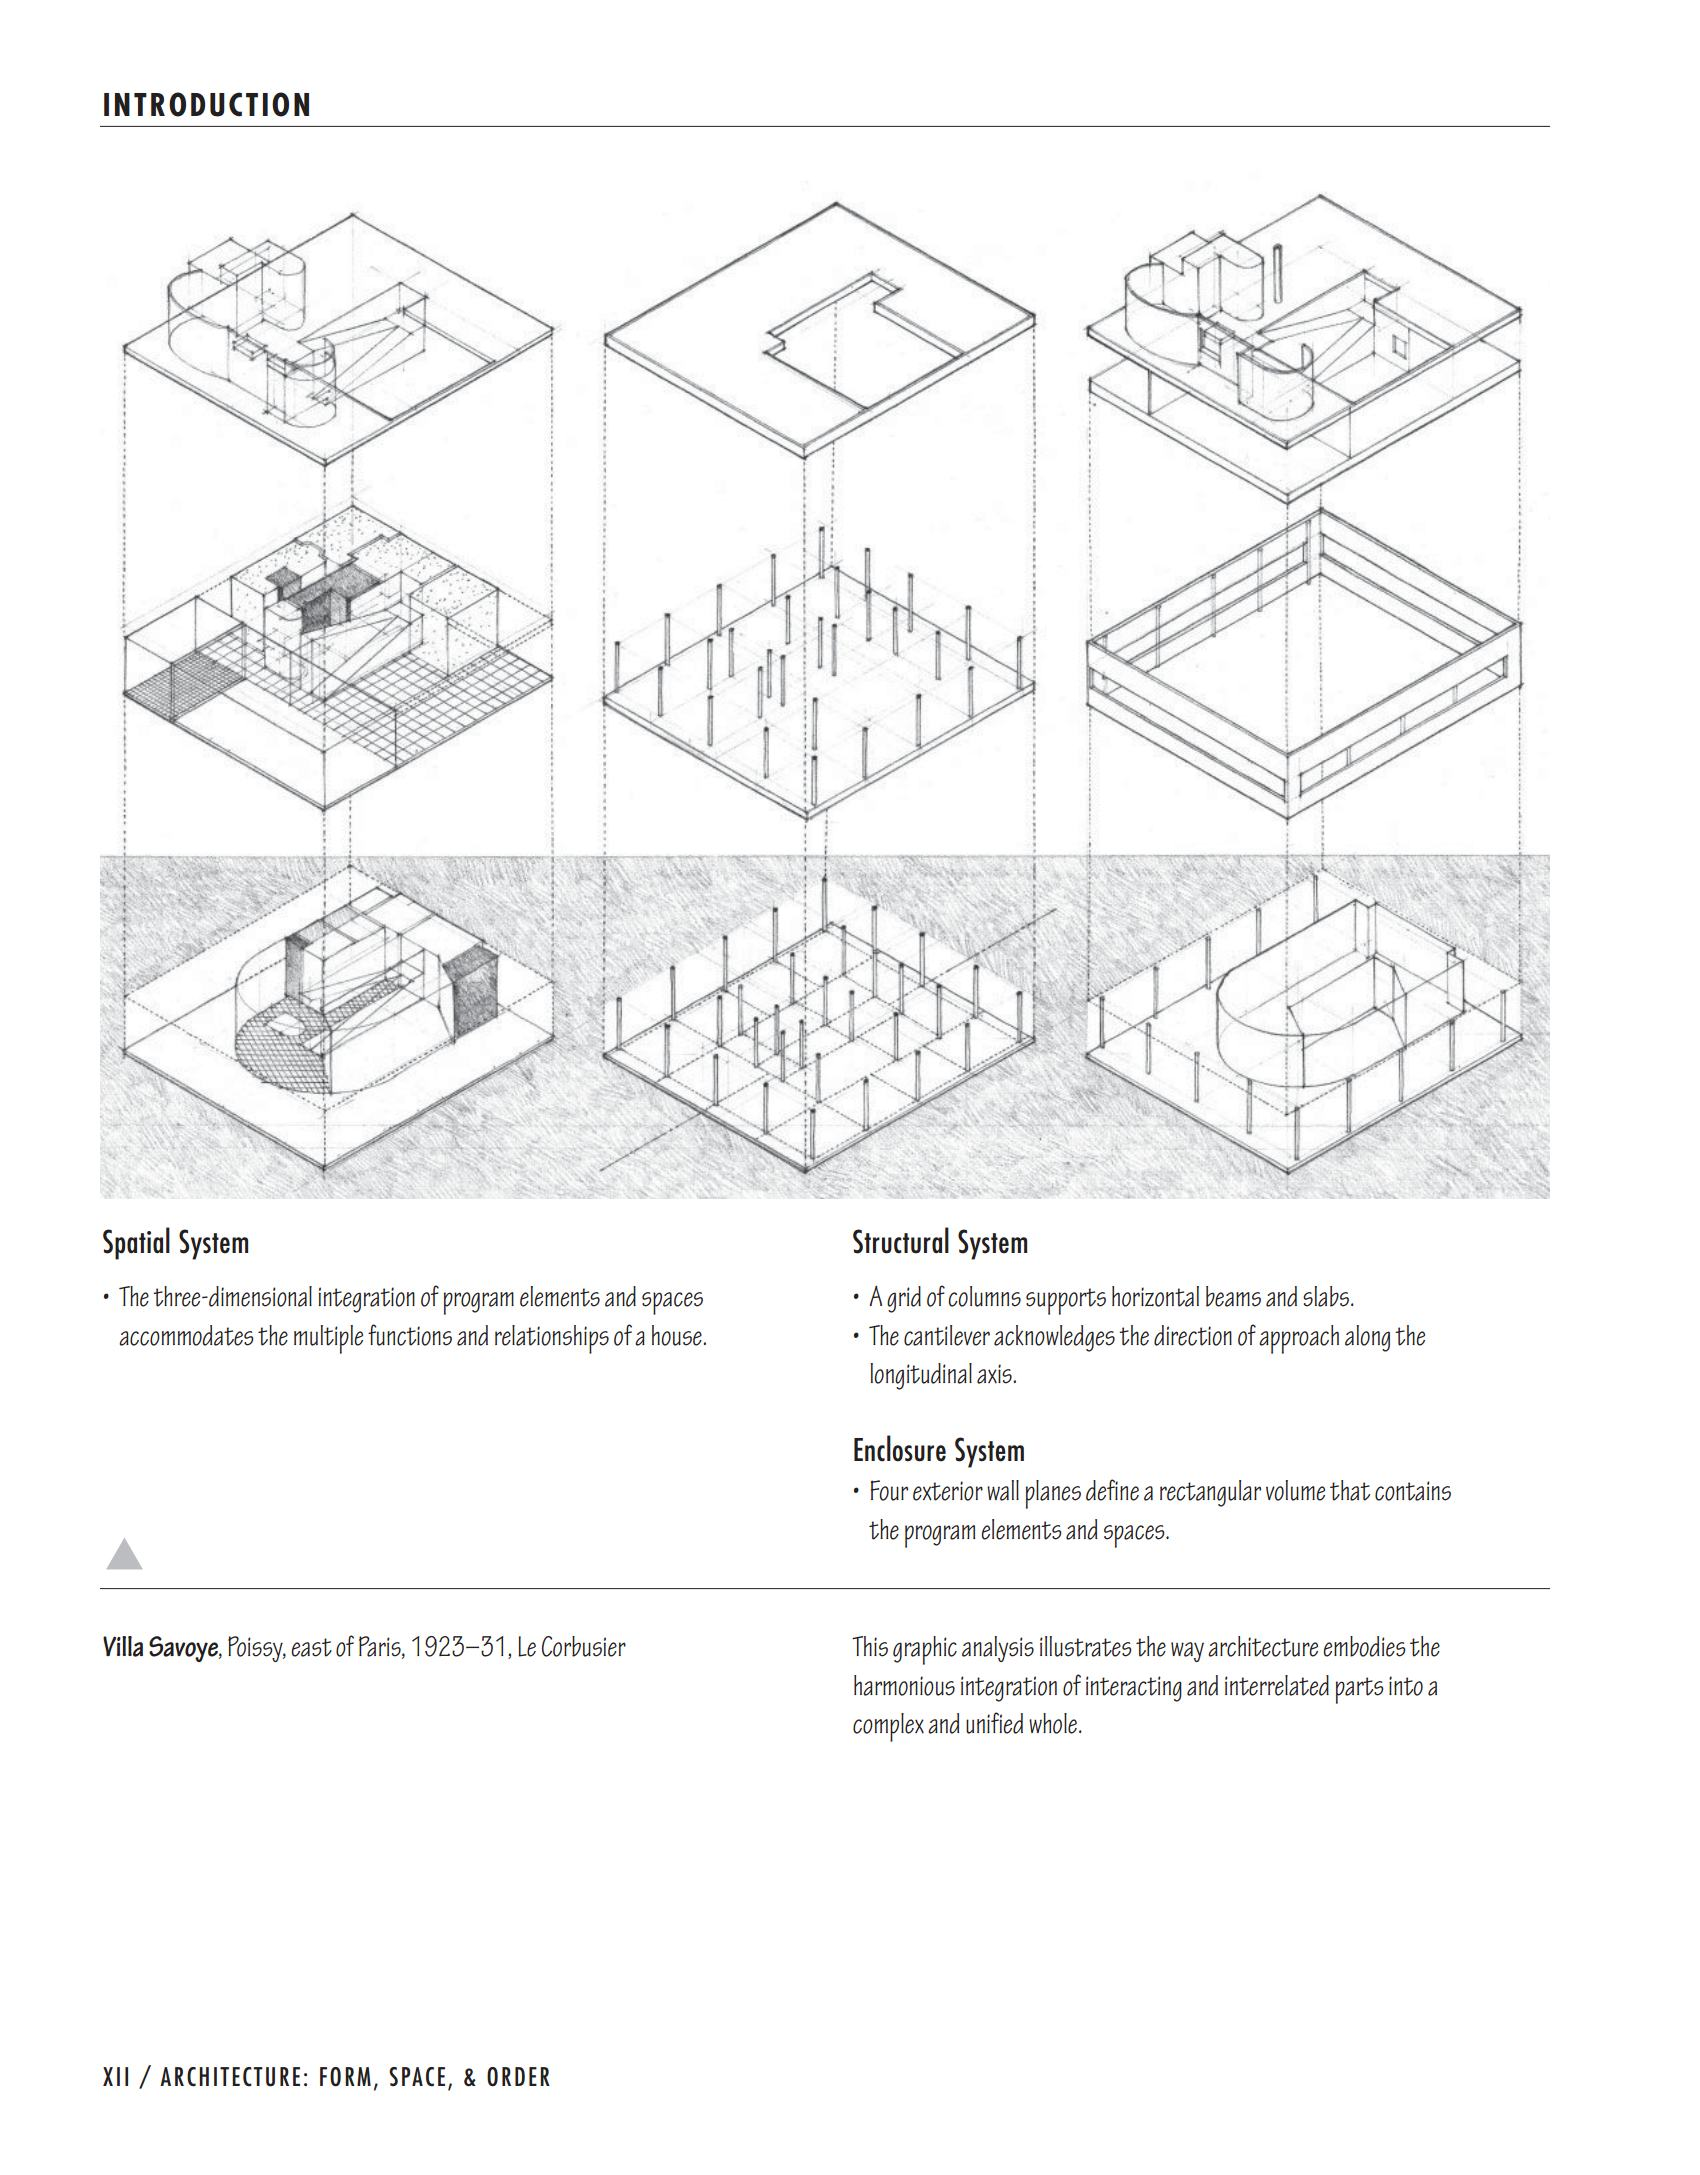 INTRODUCTION
Spatial System
• The three-dimensional integration of program elements and spaces
accommodates the multiple functions and relationships of a house.
Structural System
• A grid of columns supports horizontal beams and slabs.
• The cantilever acknowledges the direction of approach along the
longitudinal axis.
Enclosure System
• Four exterior wall planes define a rectangular volume that contains
the program elements and spaces.
Villa Savoye, Poissy, east of Paris, 1923–31, Le Corbusier
This graphic analysis illustrates the way architecture embodies the
harmonious integration of interacting and interrelated parts into a
complex and unified whole.
XII / ARCHITECTURE: FORM, SPACE, & ORDER